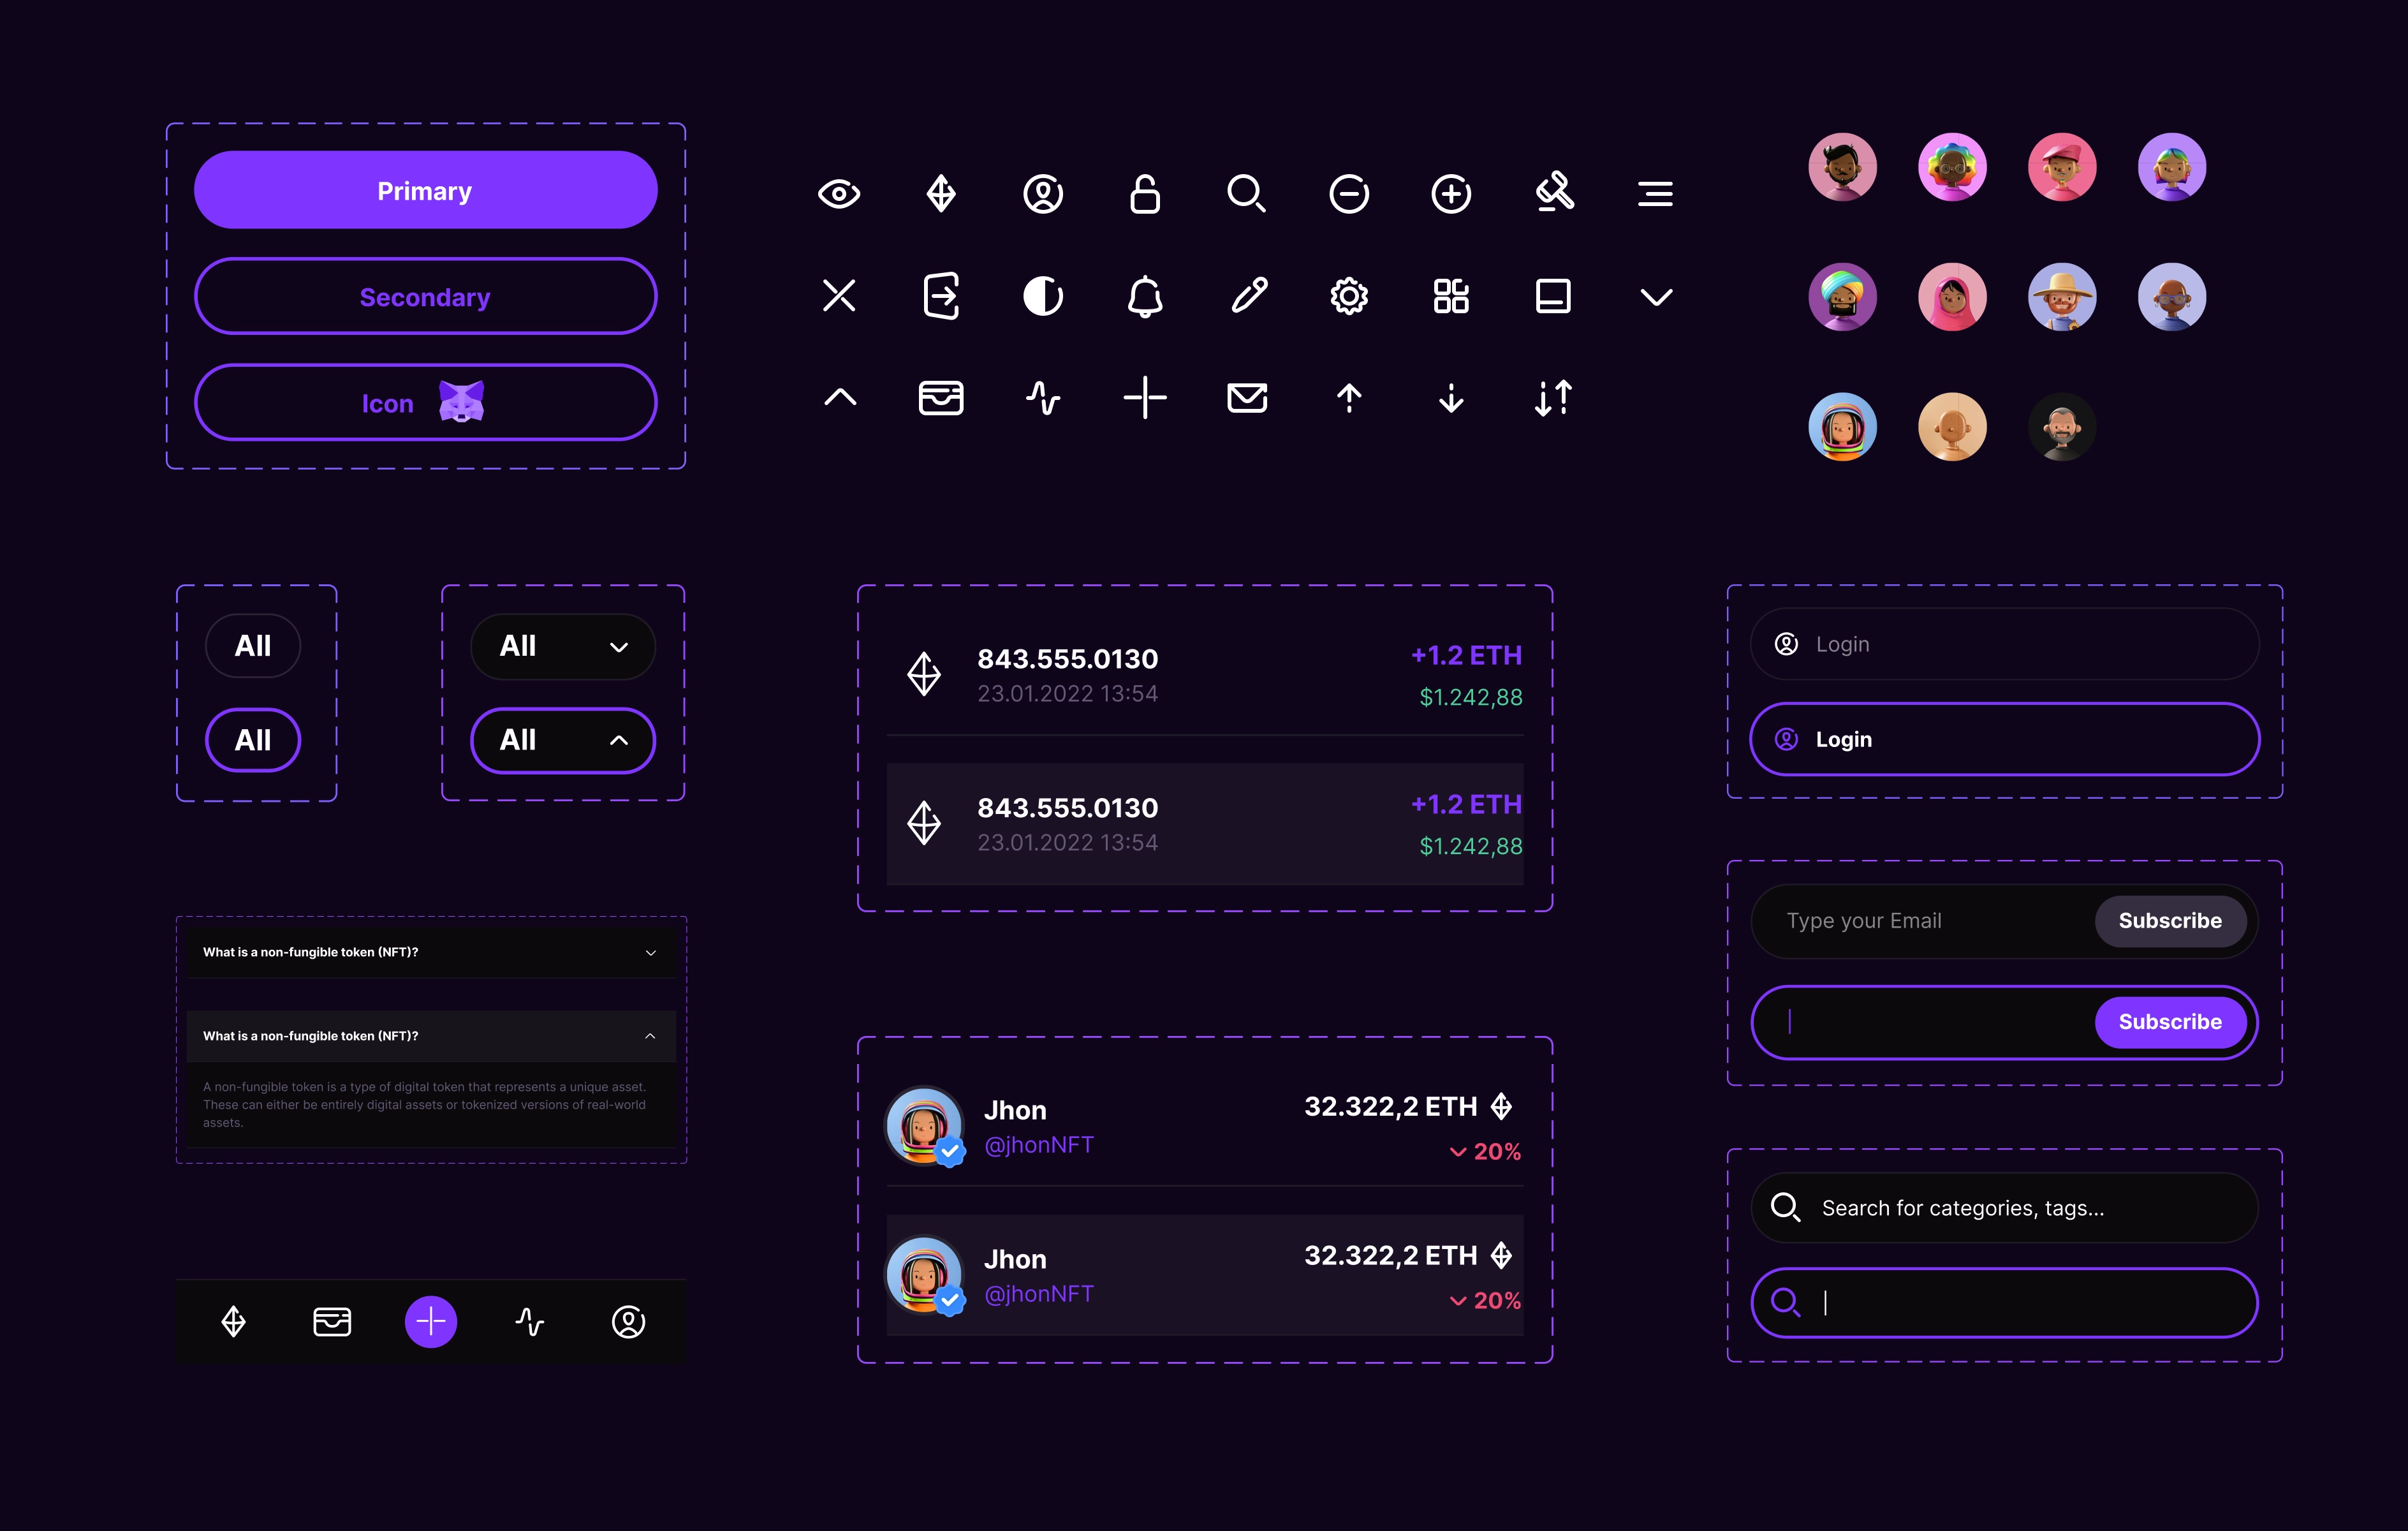 Primary
Secondary
Icon
All
All
All
All
What is a non-fungible token (NFT)?
What is a non-fungible token (NFT)?
A non-fungible token is a type of digital token that represents a unique asset.
These can either be entirely digital assets or tokenized versions of real-world
assets.
843.555.0130
+1.2 ETH
23.01.2022 13:54
$1.242,88
843.555.0130
+1.2 ETH
23.01.2022 13:54
$1.242,88
Jhon
32.322,2 ETH
@jhonNFT
20%
Jhon
32.322,2 ETH
@jhonNFT
20%
Login
Login
Type your Email
Subscribe
Subscribe
Search for categories, tags...